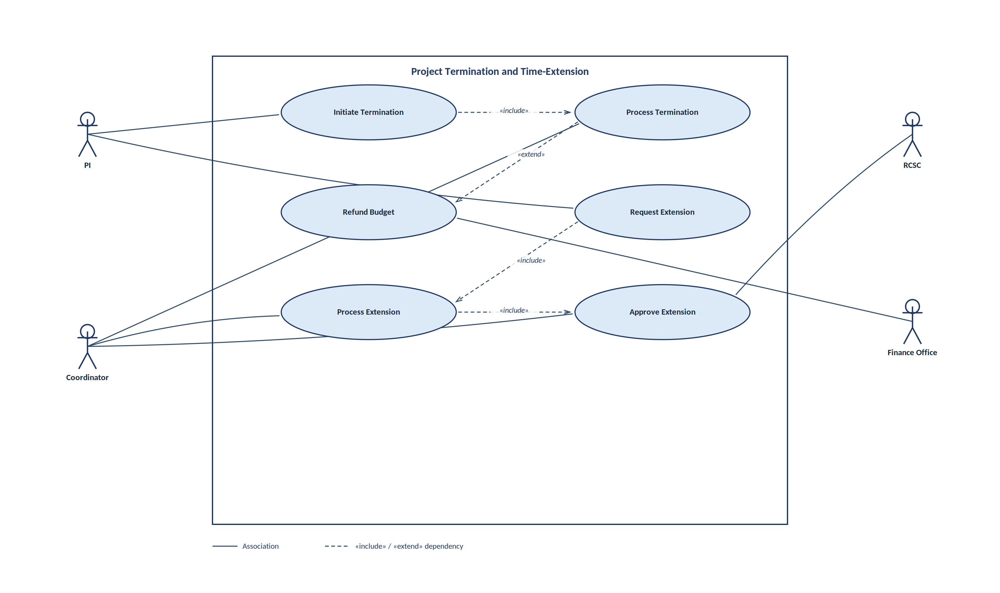 Project Termination and Time-Extension
Initiate Termination
«include»
Process Termination
PI
«extend»
RCSC
Refund Budget
Request Extension
«include»
Process Extension
«include»
Approve Extension
Finance Office
Coordinator
Association
«include» / «extend» dependency